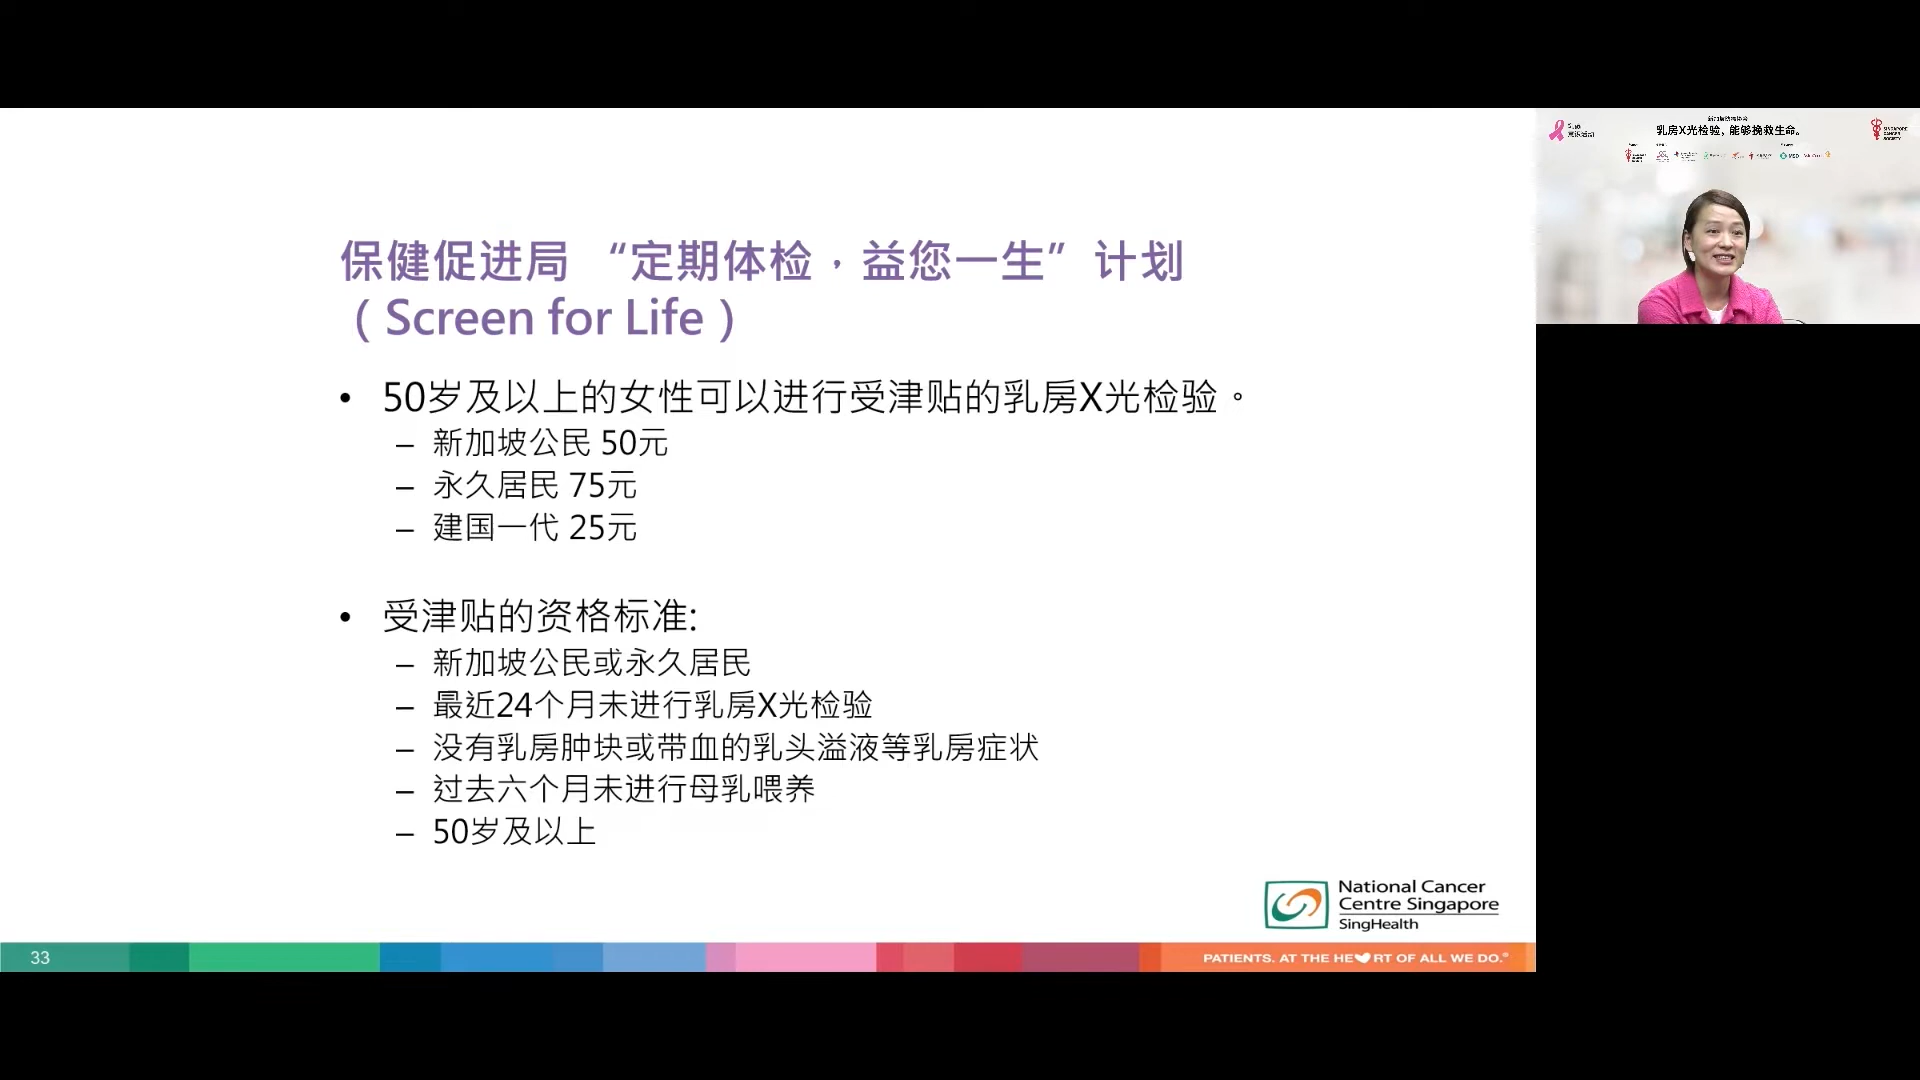 保健促进局 “定期体检，益您一生”计划
（Screen for Life）
• 50岁及以上的女性可以进行受津贴的乳房X光检验。
– 新加坡公民 50元
– 永久居民 75元
– 建国一代 25元
• 受津贴的资格标准:
– 新加坡公民或永久居民
– 最近24个月未进行乳房X光检验
– 没有乳房肿块或带血的乳头溢液等乳房症状
– 过去六个月未进行母乳喂养
– 50岁及以上
National Cancer
Centre Singapore
SingHealth
33
PATIENTS. AT THE HE RT OF ALL WE DO.®
乳房X光检验，能够挽救生命。
SINGAPORE
CANCER
SOCIETY
MSD